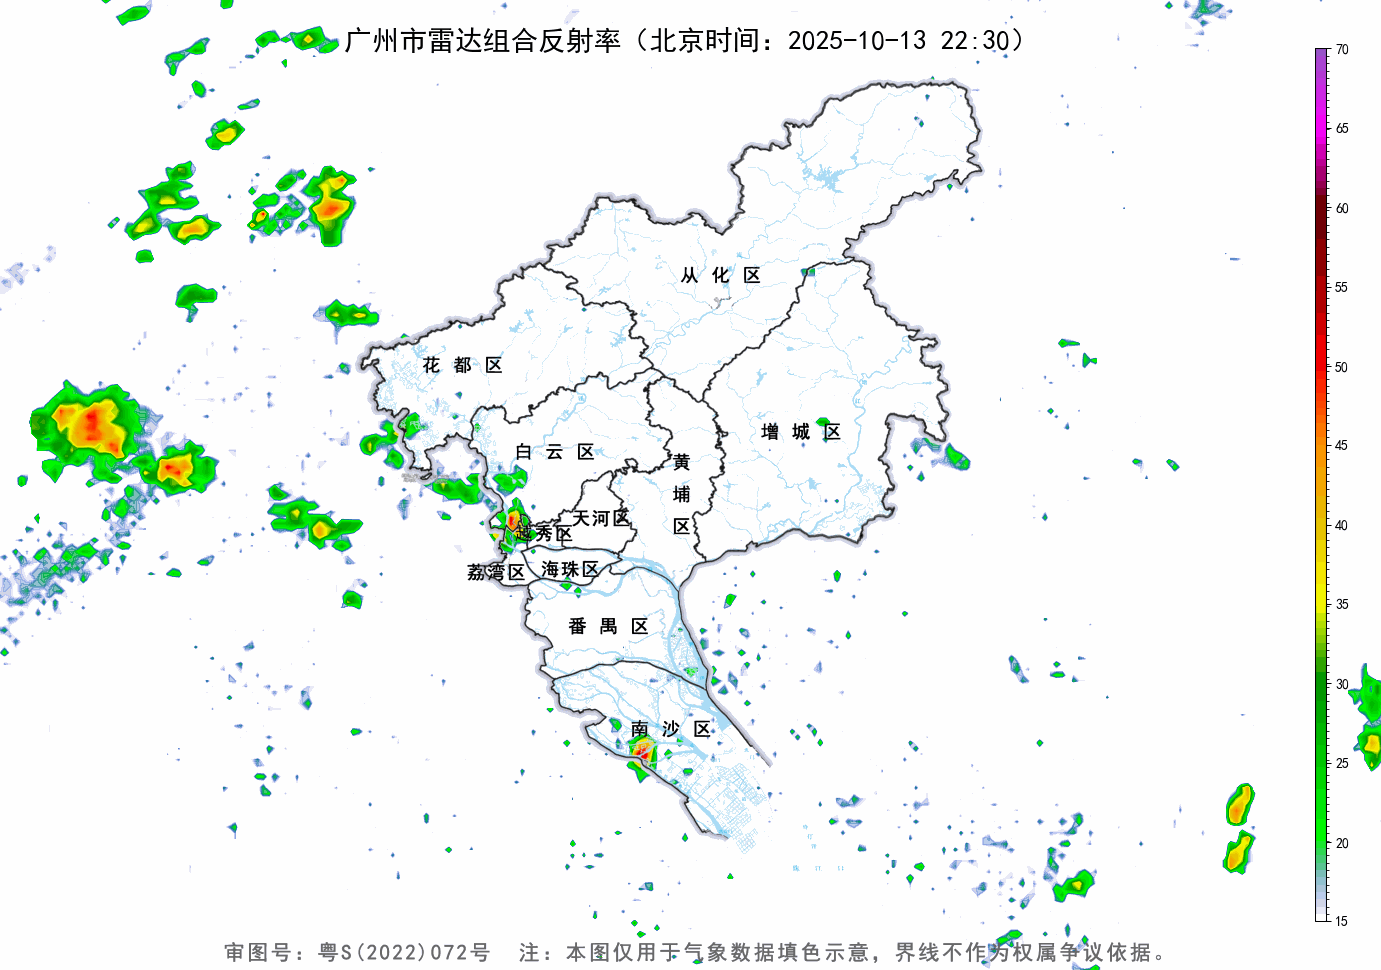 广州市雷达组合反射率（北京时间：2025-10-13 22:30）
70
65
60
55
50
45
40
35
30
25
20
15
从化区
花都区
增城区
白云区
黄埔区
天河区
越秀区
荔湾区
海珠区
番禺区
南沙区
审图号：粤S(2022)072号 注：本图仅用于气象数据填色示意，界线不作为权属争议依据。